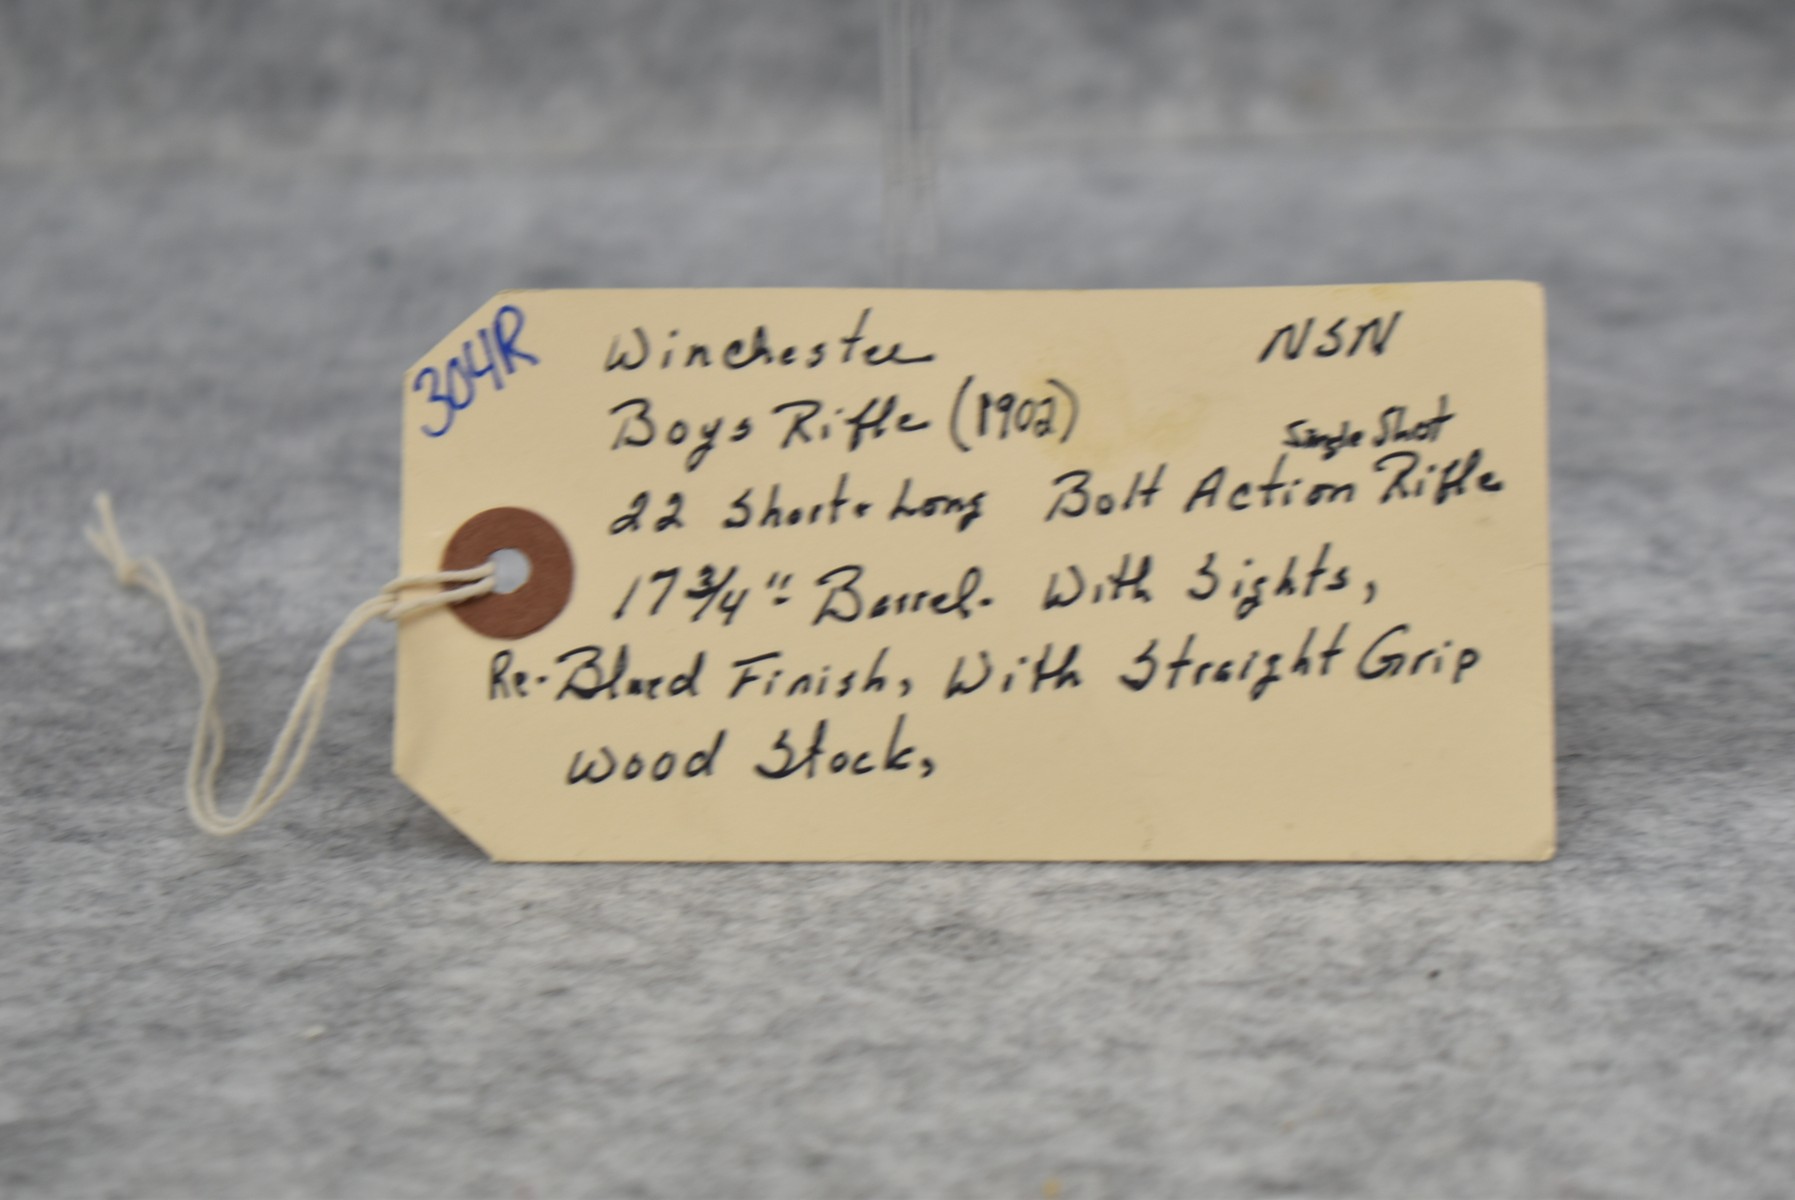 304R
Winchester NSN
Boys Rifle (1902)
Single Shot
22 Short + Long Bolt Action Rifle
17 3/4"- Barrel- With Sights,
Re-Blued Finish, With Straight Grip
Wood Stock,